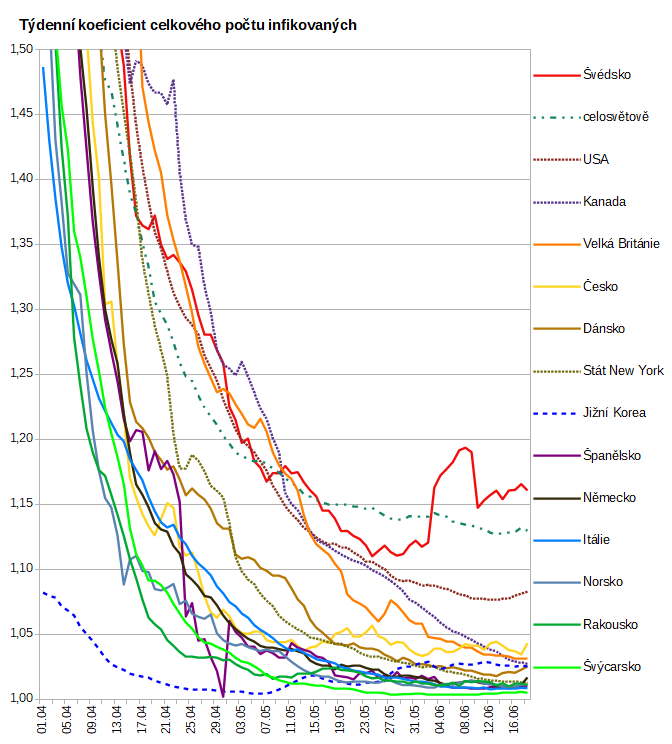 Týdenní koeficient celkového počtu infikovaných
1,50
1,45
1,40
1,35
1,30
1,25
1,20
1,15
1,10
1,05
1,00
01.04
05.04
09.04
13.04
17.04
21.04
25.04
29.04
03.05
07.05
11.05
15.05
19.05
23.05
27.05
31.05
04.06
08.06
12.06
16.06
Švédsko
celosvětově
USA
Kanada
Velká Británie
Česko
Dánsko
Stát New York
Jižní Korea
Španělsko
Německo
Itálie
Norsko
Rakousko
Švýcarsko